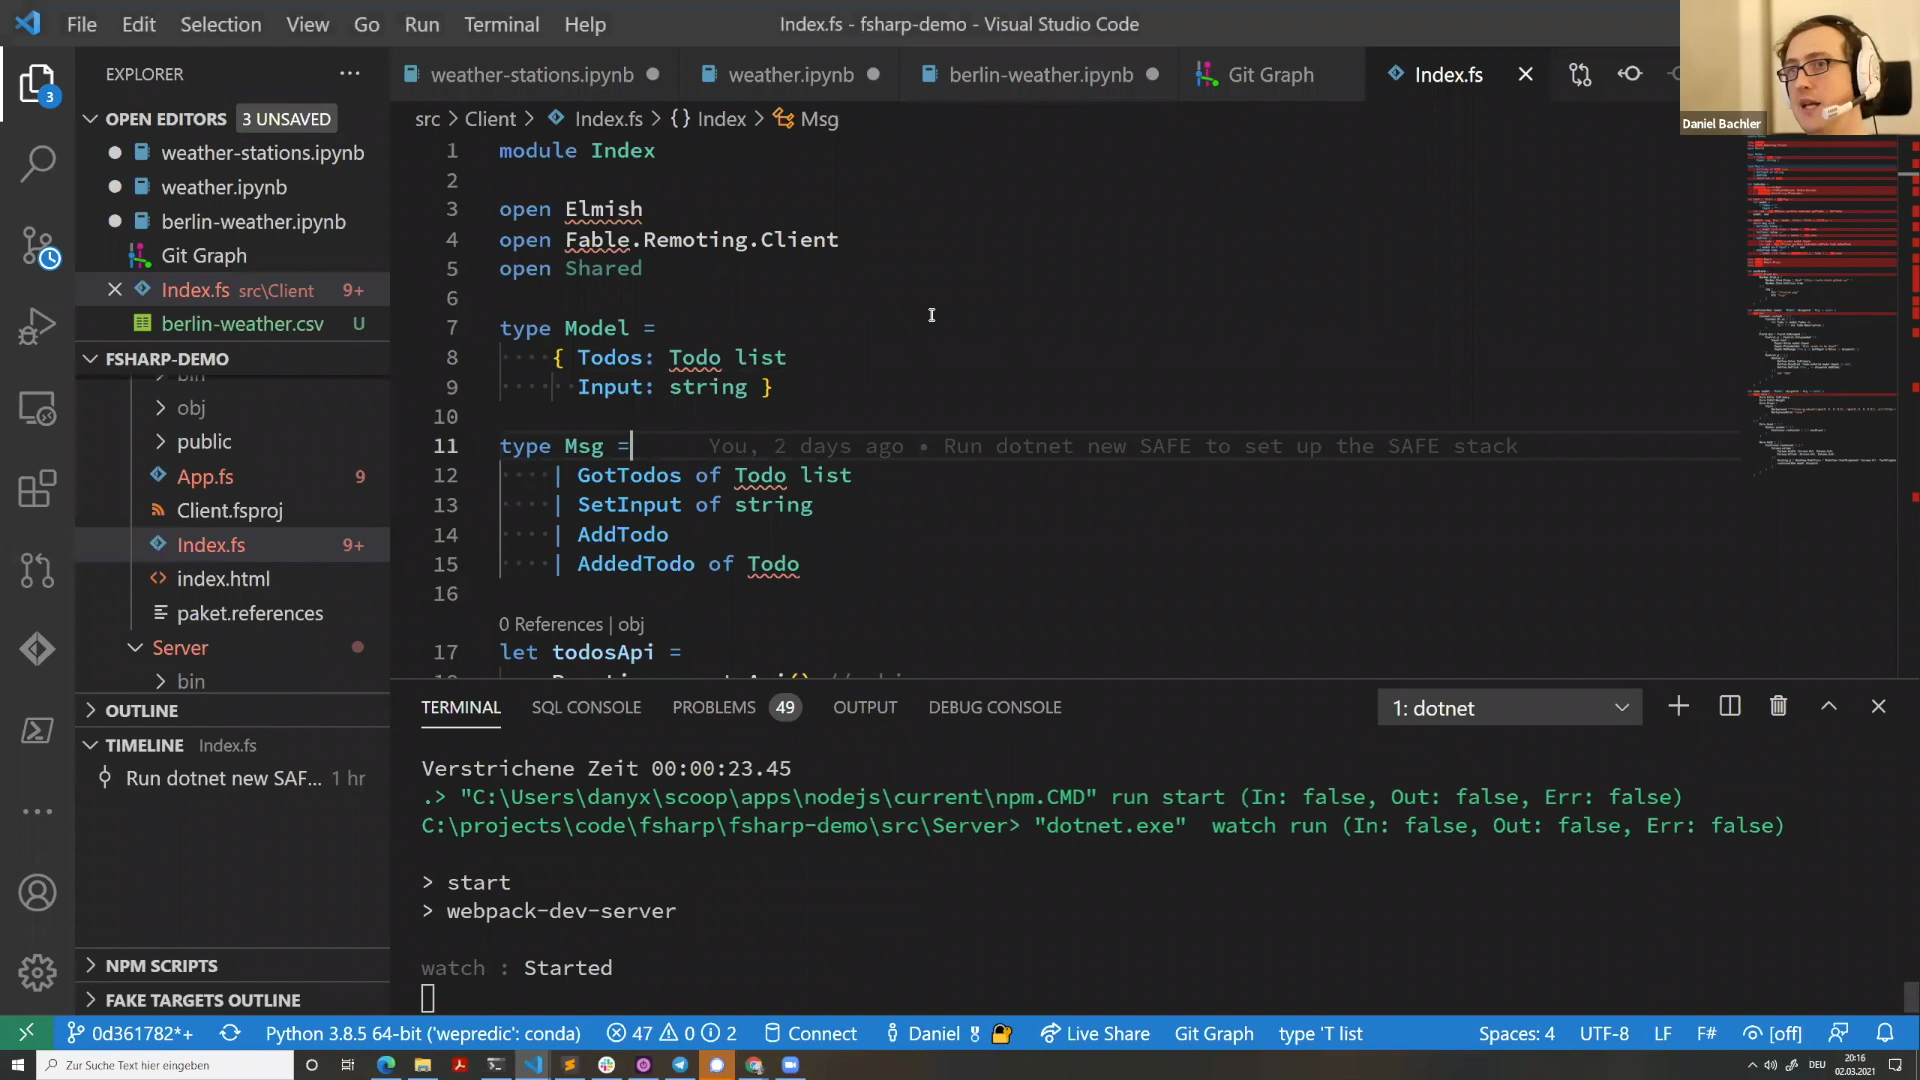 File Edit Selection View Go Run Terminal Help
Index.fs - fsharp-demo - Visual Studio Code
EXPLORER
OPEN EDITORS 3 UNSAVED
weather-stations.ipynb
weather.ipynb
berlin-weather.ipynb
Git Graph
Index.fs src\Client 9+
berlin-weather.csv U
FSHARP-DEMO
bin
obj
public
App.fs 9
Client.fsproj
Index.fs 9+
index.html
paket.references
Server
bin
OUTLINE
TIMELINE Index.fs
Run dotnet new SAF... 1 hr
NPM SCRIPTS
FAKE TARGETS OUTLINE
3
weather-stations.ipynb weather.ipynb berlin-weather.ipynb Git Graph Index.fs
Daniel Bachler
src > Client > Index.fs > {} Index > Msg
1 module Index
2
3 open Elmish
4 open Fable.Remoting.Client
5 open Shared
6
7 type Model =
8 { Todos: Todo list
9 Input: string }
10
11 type Msg = You, 2 days ago • Run dotnet new SAFE to set up the SAFE stack
12 | GotTodos of Todo list
13 | SetInput of string
14 | AddTodo
15 | AddedTodo of Todo
16
0 References | obj
17 let todosApi =
TERMINAL SQL CONSOLE PROBLEMS 49 OUTPUT DEBUG CONSOLE 1: dotnet
Verstrichene Zeit 00:00:23.45
.> "C:\Users\danyx\scoop\apps\nodejs\current\npm.CMD" run start (In: false, Out: false, Err: false)
C:\projects\code\fsharp\fsharp-demo\src\Server> "dotnet.exe" watch run (In: false, Out: false, Err: false)
> start
> webpack-dev-server
watch : Started
0d361782*+ Python 3.8.5 64-bit ('wepredic': conda) 47 0 2 Connect Daniel Live Share Git Graph type 'T list Spaces: 4 UTF-8 LF F# [off]
Zur Suche Text hier eingeben
DEU
20:16
02.03.2021